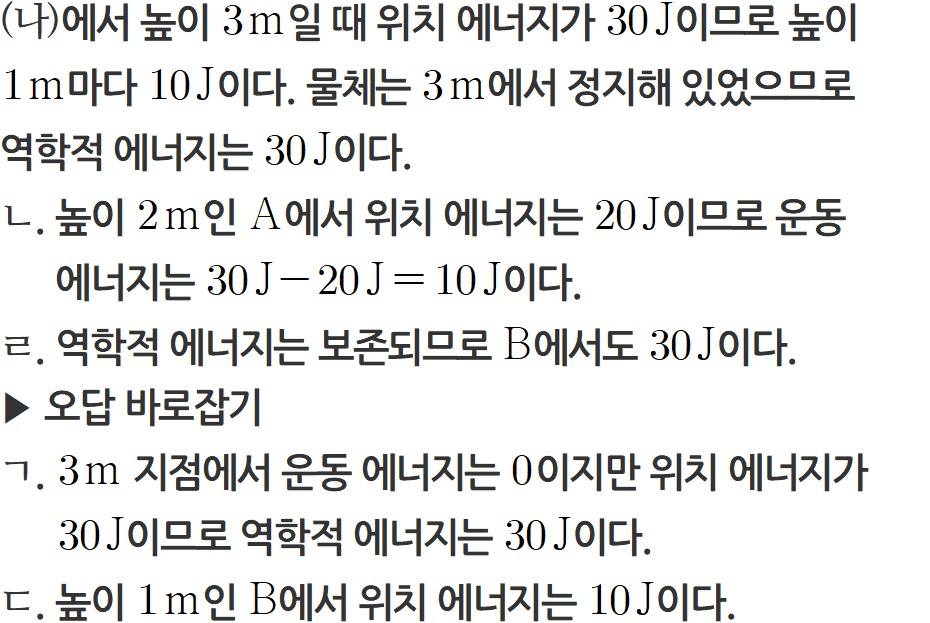 (나)에서 높이 3 m일 때 위치 에너지가 30 J이므로 높이
1 m마다 10 J이다. 물체는 3 m에서 정지해 있었으므로
역학적 에너지는 30 J이다.
ㄴ. 높이 2 m인 A에서 위치 에너지는 20 J이므로 운동
에너지는 30 J－20 J＝10 J이다.
ㄹ. 역학적 에너지는 보존되므로 B에서도 30 J이다.
▶ 오답 바로잡기
ㄱ. 3 m 지점에서 운동 에너지는 0이지만 위치 에너지가
30 J이므로 역학적 에너지는 30 J이다.
ㄷ. 높이 1 m인 B에서 위치 에너지는 10 J이다.